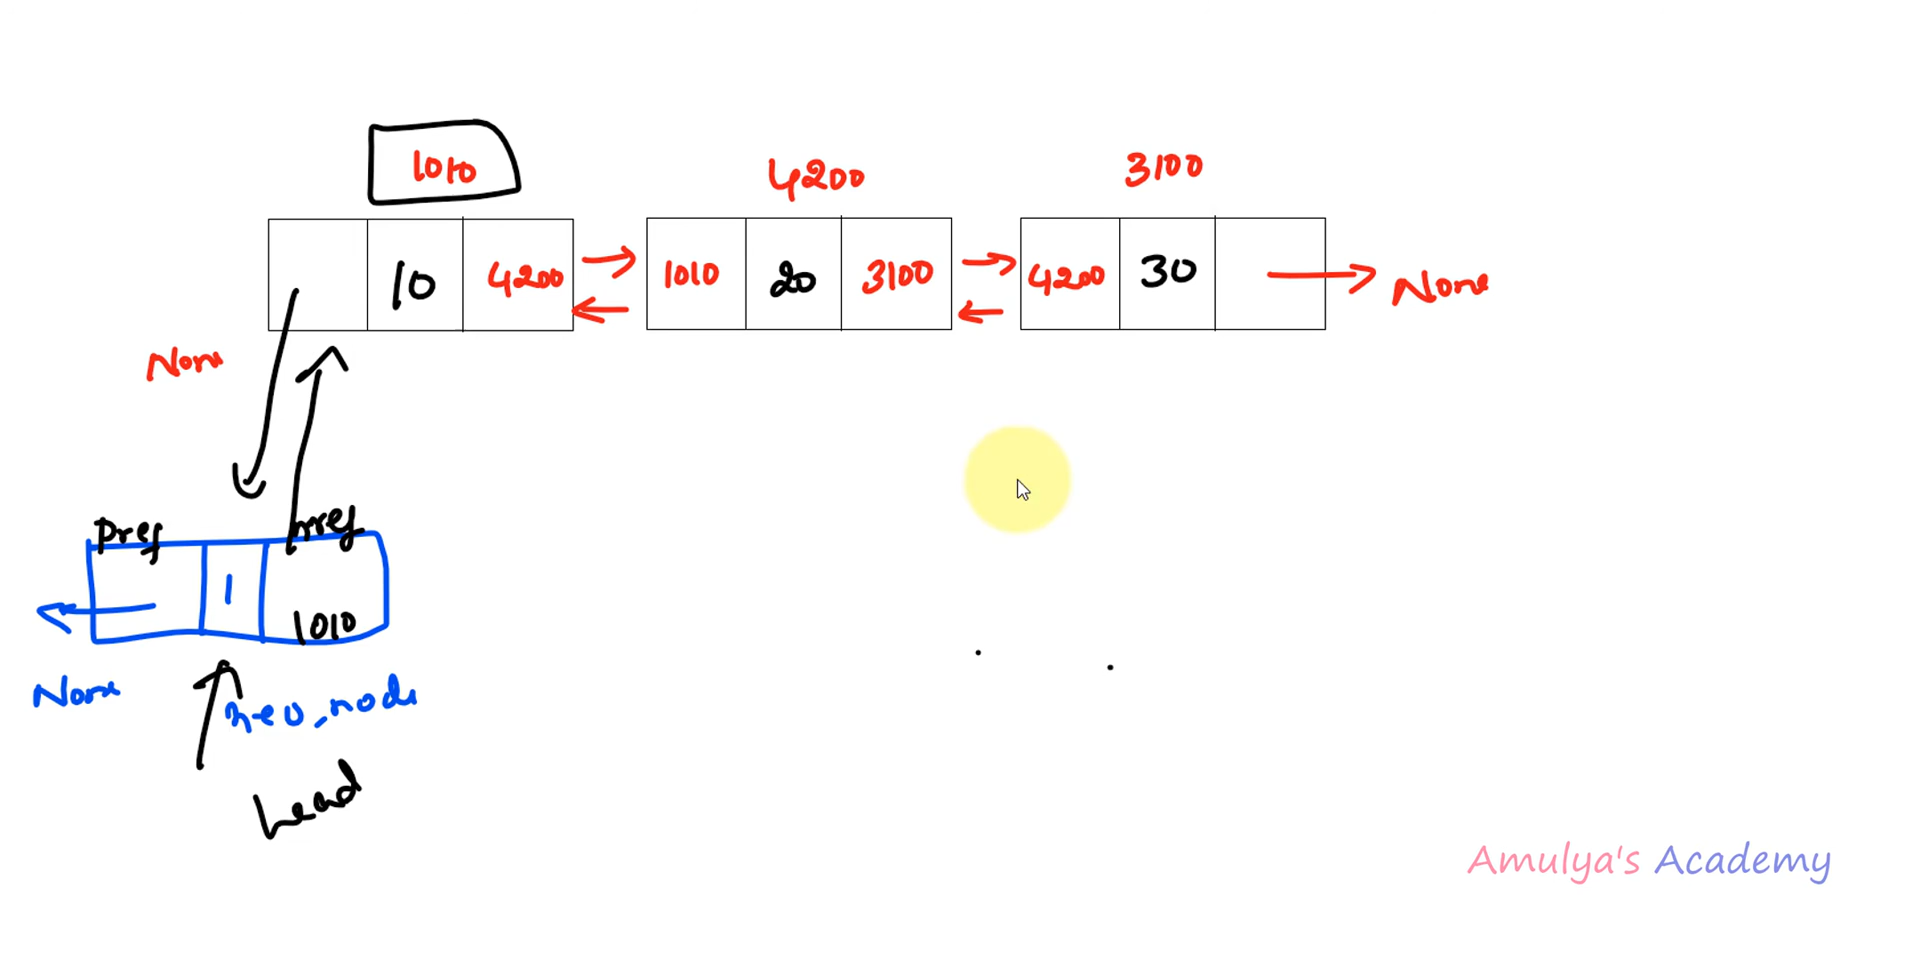 1010
4200
3100
10 4200
1010 20 3100
4200 30
None
None
Pref nref
1
1010
None
new_node
head
Amulya's Academy